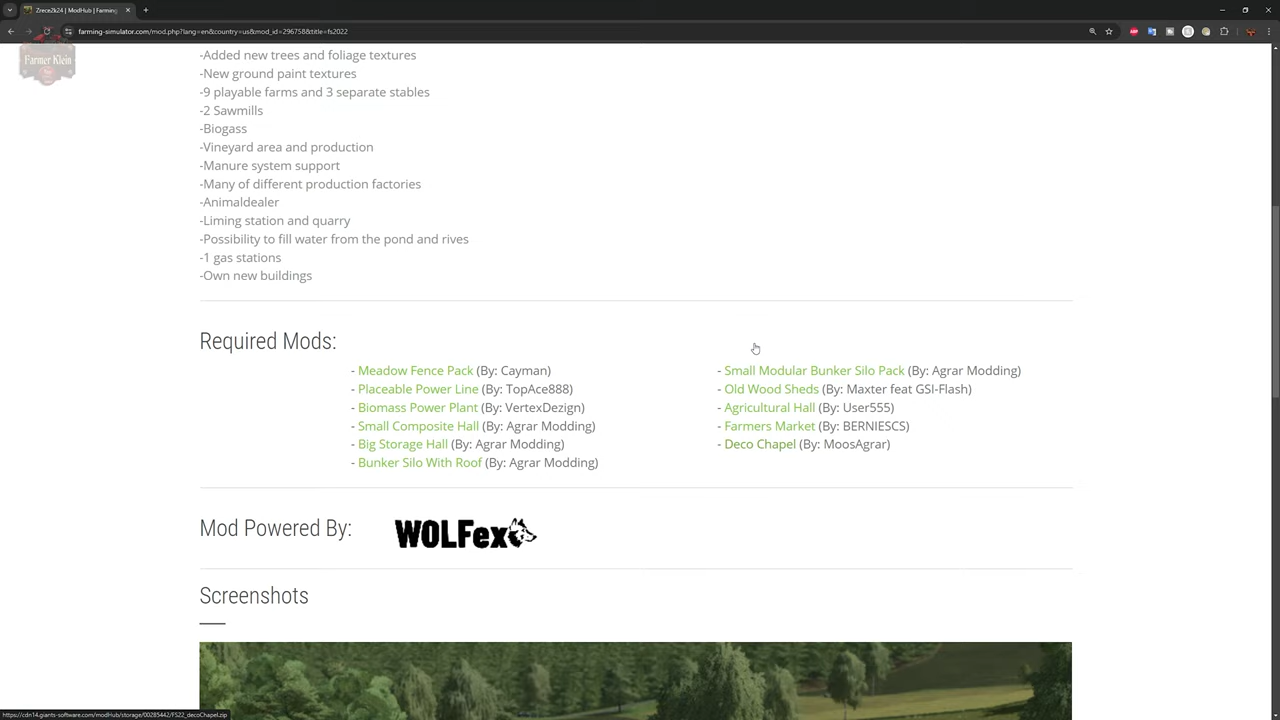 Zrece2k24 | ModHub | Farming
farming-simulator.com/mod.php?lang=en&country=us&mod_id=296758&title=fs2022
Farmer Klein
-Added new trees and foliage textures
-New ground paint textures
-9 playable farms and 3 separate stables
-2 Sawmills
-Biogass
-Vineyard area and production
-Manure system support
-Many of different production factories
-Animaldealer
-Liming station and quarry
-Possibility to fill water from the pond and rives
-1 gas stations
-Own new buildings
Required Mods:
- Meadow Fence Pack (By: Cayman)
- Placeable Power Line (By: TopAce888)
- Biomass Power Plant (By: VertexDezign)
- Small Composite Hall (By: Agrar Modding)
- Big Storage Hall (By: Agrar Modding)
- Bunker Silo With Roof (By: Agrar Modding)
- Small Modular Bunker Silo Pack (By: Agrar Modding)
- Old Wood Sheds (By: Maxter feat GSI-Flash)
- Agricultural Hall (By: User555)
- Farmers Market (By: BERNIESCS)
- Deco Chapel (By: MoosAgrar)
Mod Powered By:
WOLFex
Screenshots
https://cdn14.giants-software.com/modHub/storage/00285442/FS22_decoChapel.zip